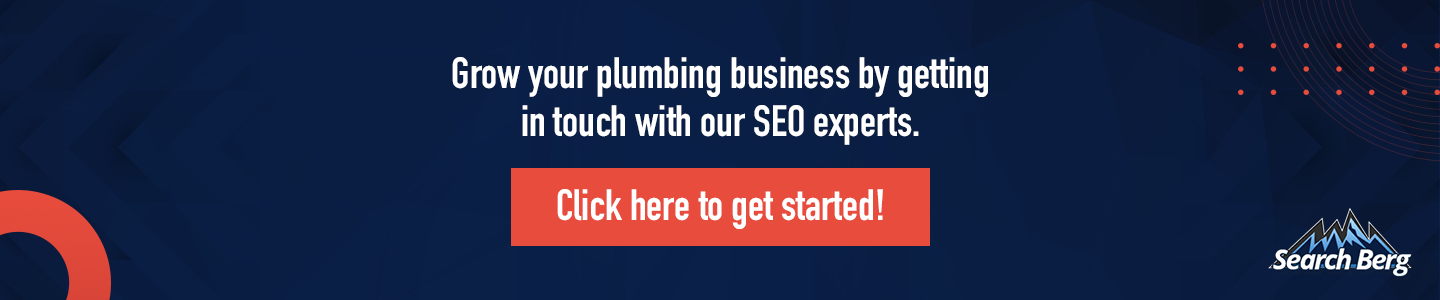 Grow your plumbing business by getting
in touch with our SEO experts.
Click here to get started!
Search Berg